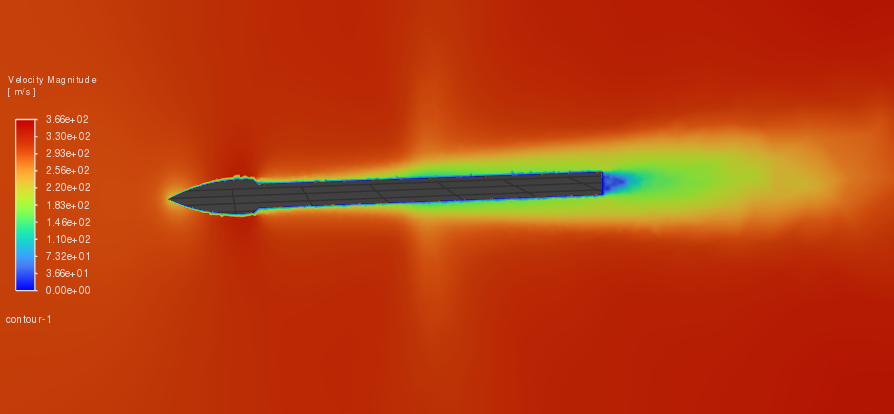 Velocity Magnitude
[ m/s ]
3.66e+02
3.30e+02
2.93e+02
2.56e+02
2.20e+02
1.83e+02
1.46e+02
1.10e+02
7.32e+01
3.66e+01
0.00e+00
contour-1